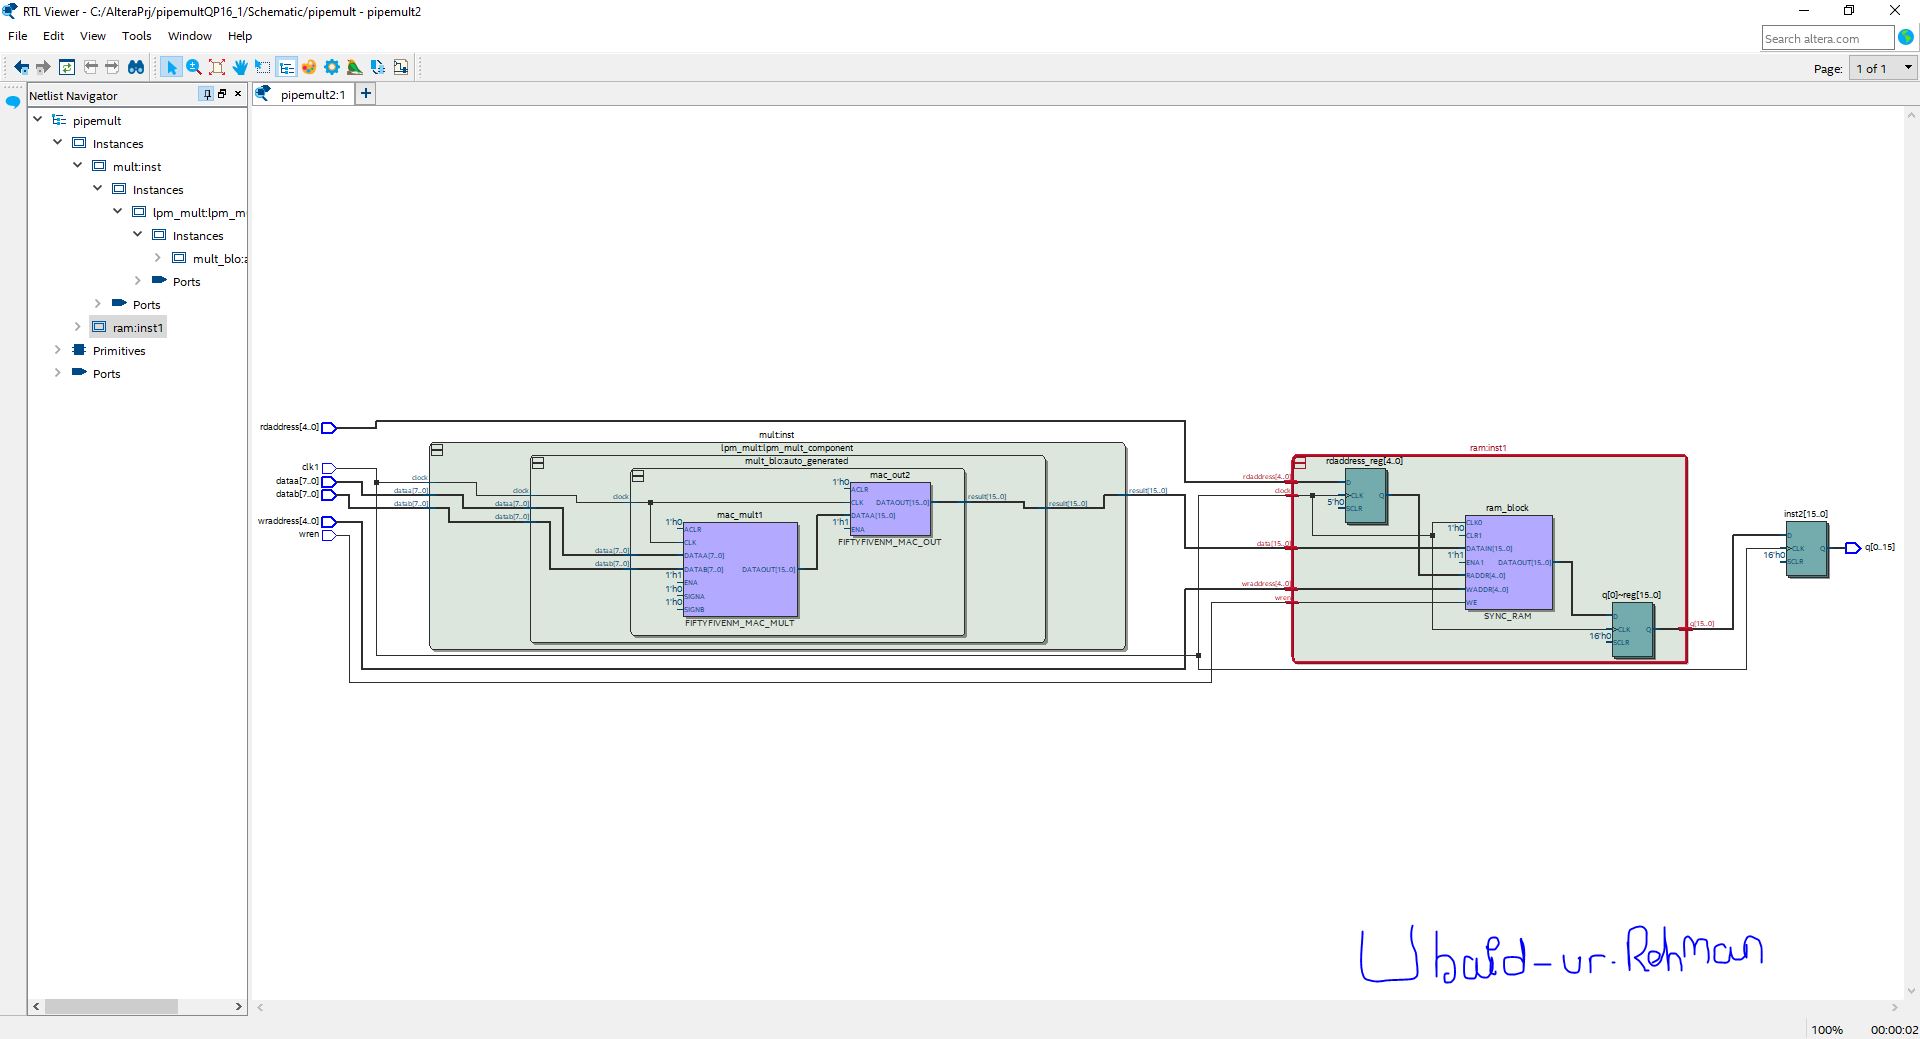 RTL Viewer - C:/AlteraPrj/pipemultQP16_1/Schematic/pipemult - pipemult2
File Edit View Tools Window Help
Search altera.com
Page: 1 of 1
Netlist Navigator
pipemult2:1
pipemult
Instances
mult:inst
Instances
lpm_mult:lpm_m
Instances
mult_blo:a
Ports
Ports
ram:inst1
Primitives
Ports
rdaddress[4..0]
clk1
dataa[7..0]
datab[7..0]
wraddress[4..0]
wren
mult:inst
lpm_mult:lpm_mult_component
mult_blo:auto_generated
clock
dataa[7..0]
datab[7..0]
clock
dataa[7..0]
datab[7..0]
clock
dataa[7..0]
datab[7..0]
mac_mult1
1'h0 ACLR
CLK
DATAA[7..0]
DATAB[7..0] DATAOUT[15..0]
1'h1 ENA
1'h0 SIGNA
1'h0 SIGNB
FIFTYFIVENM_MAC_MULT
mac_out2
1'h0 ACLR
CLK DATAOUT[15..0]
DATAA[15..0]
1'h1 ENA
FIFTYFIVENM_MAC_OUT
result[15..0]
result[15..0]
result[15..0]
ram:inst1
rdaddress[4..0]
clock
data[15..0]
wraddress[4..0]
wren
rdaddress_reg[4..0]
D
CLK Q
5'h0 SCLR
ram_block
CLK0
1'h0 CLR1
DATAIN[15..0]
1'h1 ENA1 DATAOUT[15..0]
RADDR[4..0]
WADDR[4..0]
WE
SYNC_RAM
q[0]~reg[15..0]
D
CLK Q
16'h0 SCLR
q[15..0]
inst2[15..0]
D
CLK Q
16'h0 SCLR
q[0..15]
Ubaid-ur.Rehman
100% 00:00:02